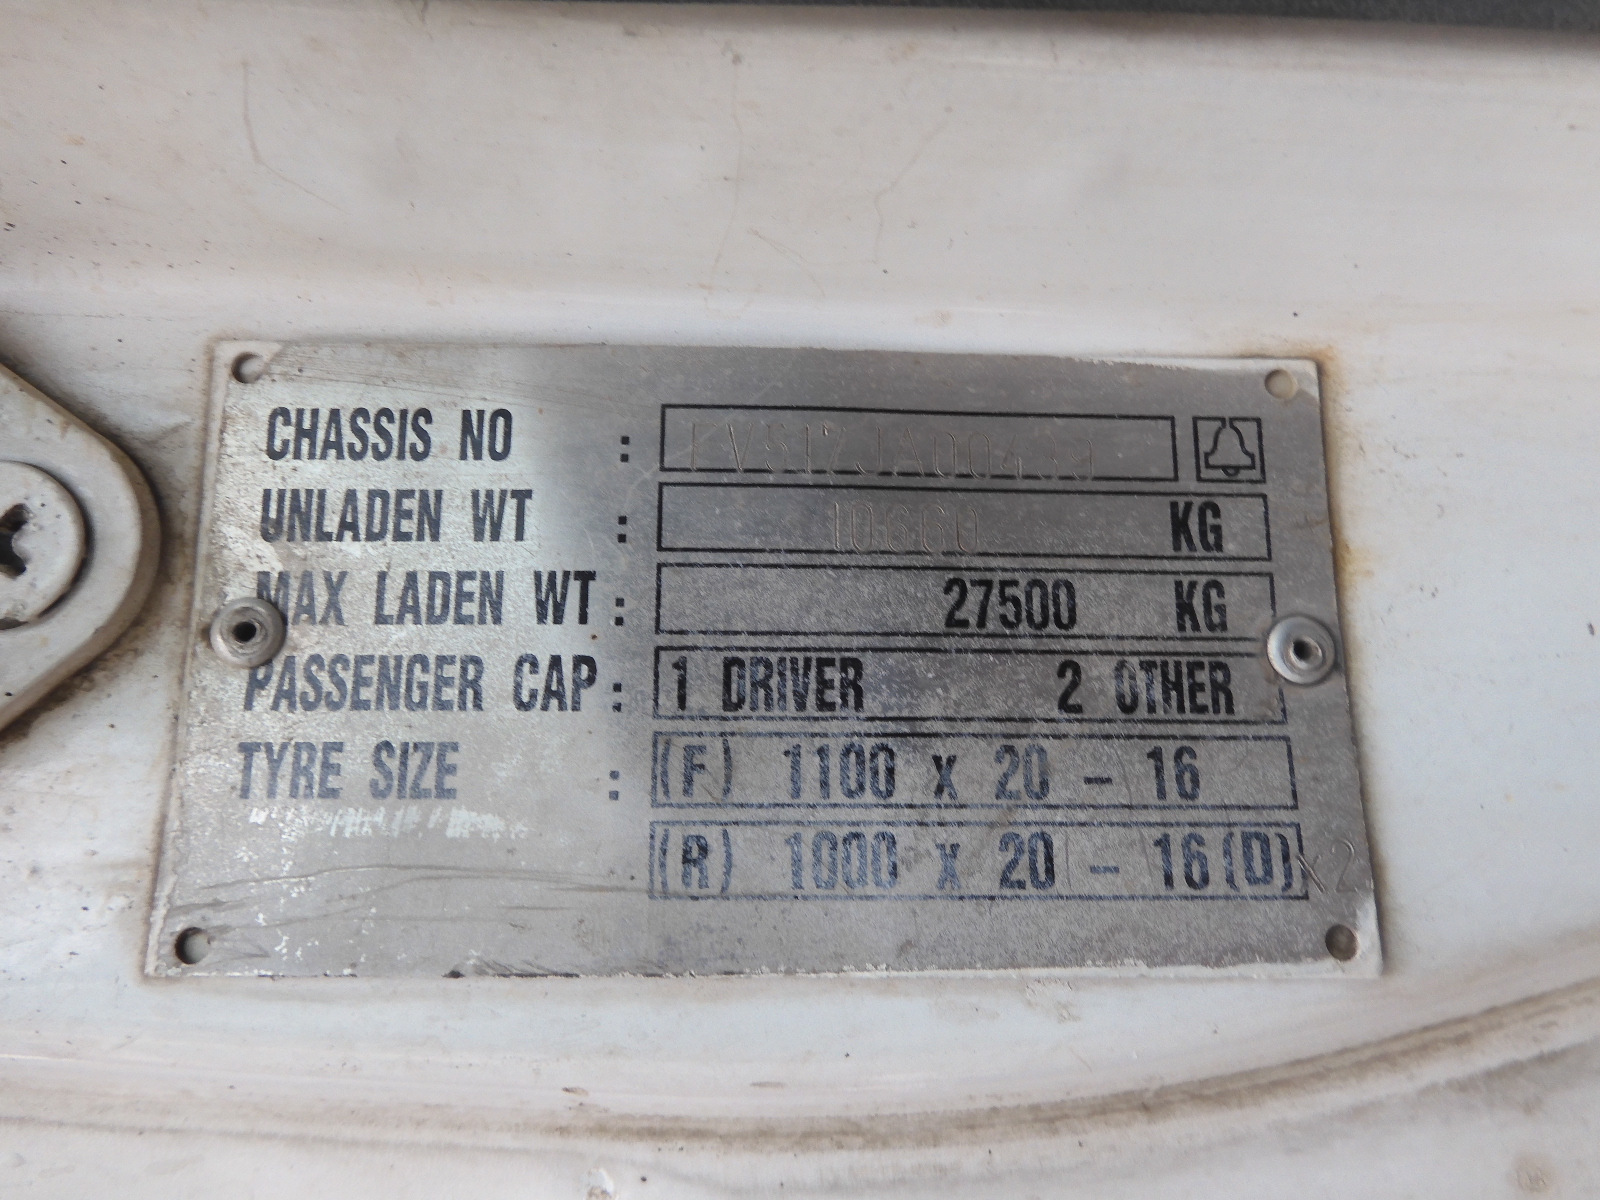 CHASSIS NO :
UNLADEN WT : 10660 KG
MAX LADEN WT : 27500 KG
PASSENGER CAP : 1 DRIVER 2 OTHER
TYRE SIZE : (F) 1100 x 20 - 16
(R) 1000 x 20 - 16 (D) x2